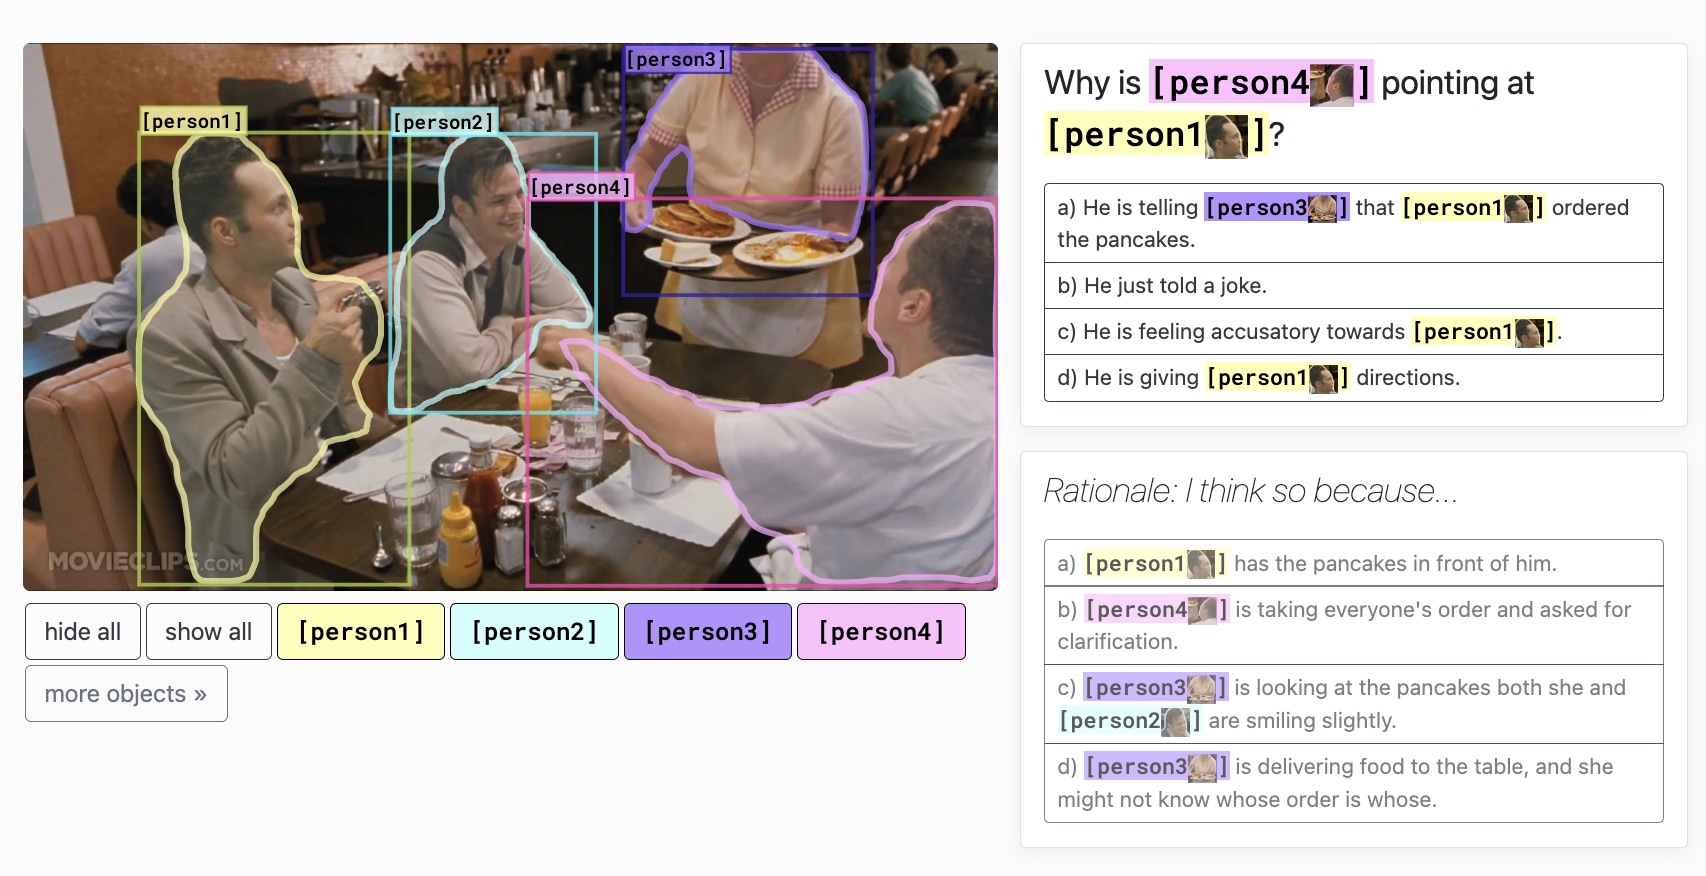 [person1]
[person2]
[person3]
[person4]
MOVIECLIPS.COM
hide all
show all
[person1]
[person2]
[person3]
[person4]
more objects »
Why is [person4] pointing at
[person1]?
a) He is telling [person3] that [person1] ordered
the pancakes.
b) He just told a joke.
c) He is feeling accusatory towards [person1].
d) He is giving [person1] directions.
Rationale: I think so because...
a) [person1] has the pancakes in front of him.
b) [person4] is taking everyone's order and asked for
clarification.
c) [person3] is looking at the pancakes both she and
[person2] are smiling slightly.
d) [person3] is delivering food to the table, and she
might not know whose order is whose.